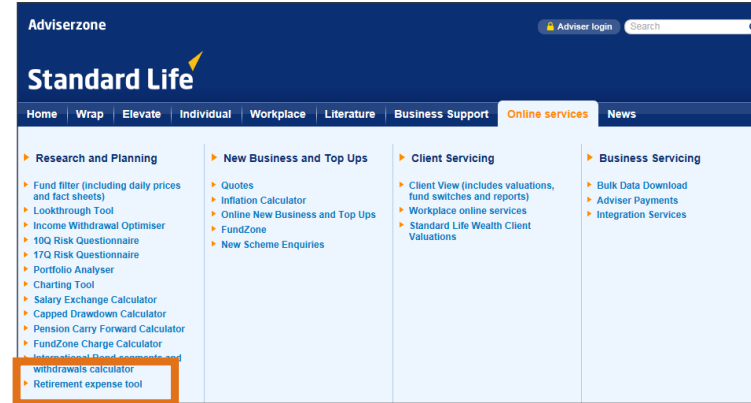 Adviserzone
Adviser login
Search
Standard Life
Home
Wrap
Elevate
Individual
Workplace
Literature
Business Support
Online services
News
Research and Planning
Fund filter (including daily prices
and fact sheets)
Lookthrough Tool
Income Withdrawal Optimiser
10Q Risk Questionnaire
17Q Risk Questionnaire
Portfolio Analyser
Charting Tool
Salary Exchange Calculator
Capped Drawdown Calculator
Pension Carry Forward Calculator
FundZone Charge Calculator
International Bond segments and
withdrawals calculator
Retirement expense tool
New Business and Top Ups
Quotes
Inflation Calculator
Online New Business and Top Ups
FundZone
New Scheme Enquiries
Client Servicing
Client View (includes valuations,
fund switches and reports)
Workplace online services
Standard Life Wealth Client
Valuations
Business Servicing
Bulk Data Download
Adviser Payments
Integration Services